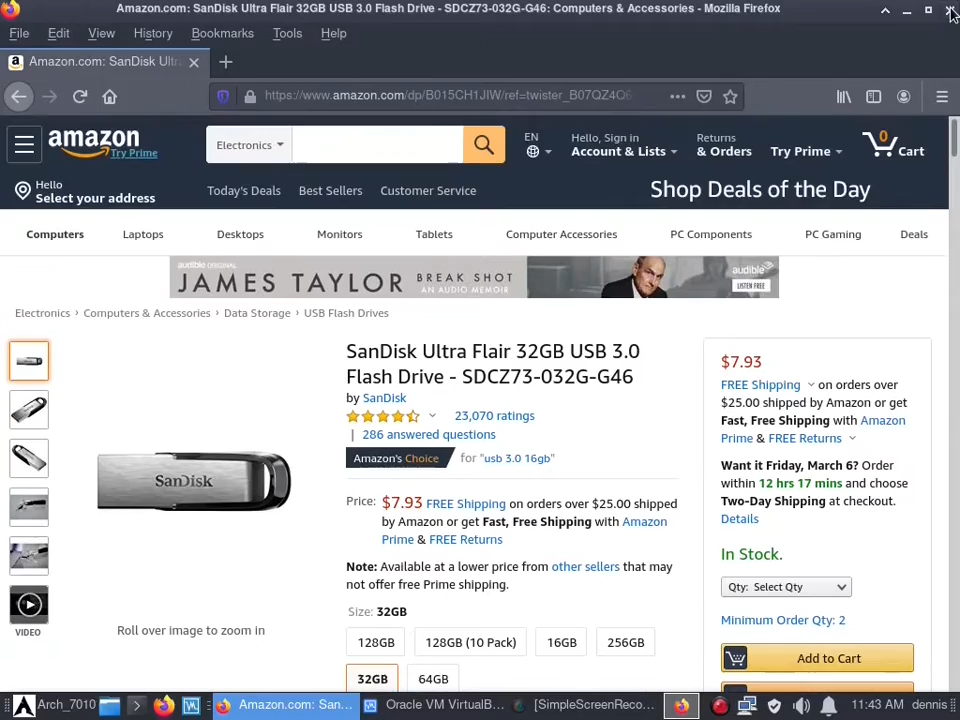 Amazon.com: SanDisk Ultra Flair 32GB USB 3.0 Flash Drive - SDCZ73-032G-G46: Computers & Accessories - Mozilla Firefox
File Edit View History Bookmarks Tools Help
Amazon.com: SanDisk Ultra
https://www.amazon.com/dp/B015CH1JIW/ref=twister_B07QZ4Q6
amazon
Try Prime
Electronics
EN
Hello, Sign in
Account & Lists
Returns
& Orders
Try Prime
0
Cart
Hello
Select your address
Today's Deals Best Sellers Customer Service
Shop Deals of the Day
Computers Laptops Desktops Monitors Tablets Computer Accessories PC Components PC Gaming Deals
audible ORIGINAL
JAMES TAYLOR
BREAK SHOT
AN AUDIO MEMOIR
audible
LISTEN FREE
Electronics › Computers & Accessories › Data Storage › USB Flash Drives
SanDisk
VIDEO
Roll over image to zoom in
SanDisk Ultra Flair 32GB USB 3.0
Flash Drive - SDCZ73-032G-G46
by SanDisk
23,070 ratings
| 286 answered questions
Amazon's Choice for "usb 3.0 16gb"
Price: $7.93 FREE Shipping on orders over $25.00 shipped
by Amazon or get Fast, Free Shipping with Amazon
Prime & FREE Returns
Note: Available at a lower price from other sellers that may
not offer free Prime shipping.
Size: 32GB
128GB 128GB (10 Pack) 16GB 256GB
32GB 64GB
$7.93
FREE Shipping on orders over
$25.00 shipped by Amazon or get
Fast, Free Shipping with Amazon
Prime & FREE Returns
Want it Friday, March 6? Order
within 12 hrs 17 mins and choose
Two-Day Shipping at checkout.
Details
In Stock.
Qty: Select Qty
Minimum Order Qty: 2
Add to Cart
Arch_7010
Amazon.com: San...
Oracle VM VirtualB...
[SimpleScreenReco...
11:43 AM
dennis